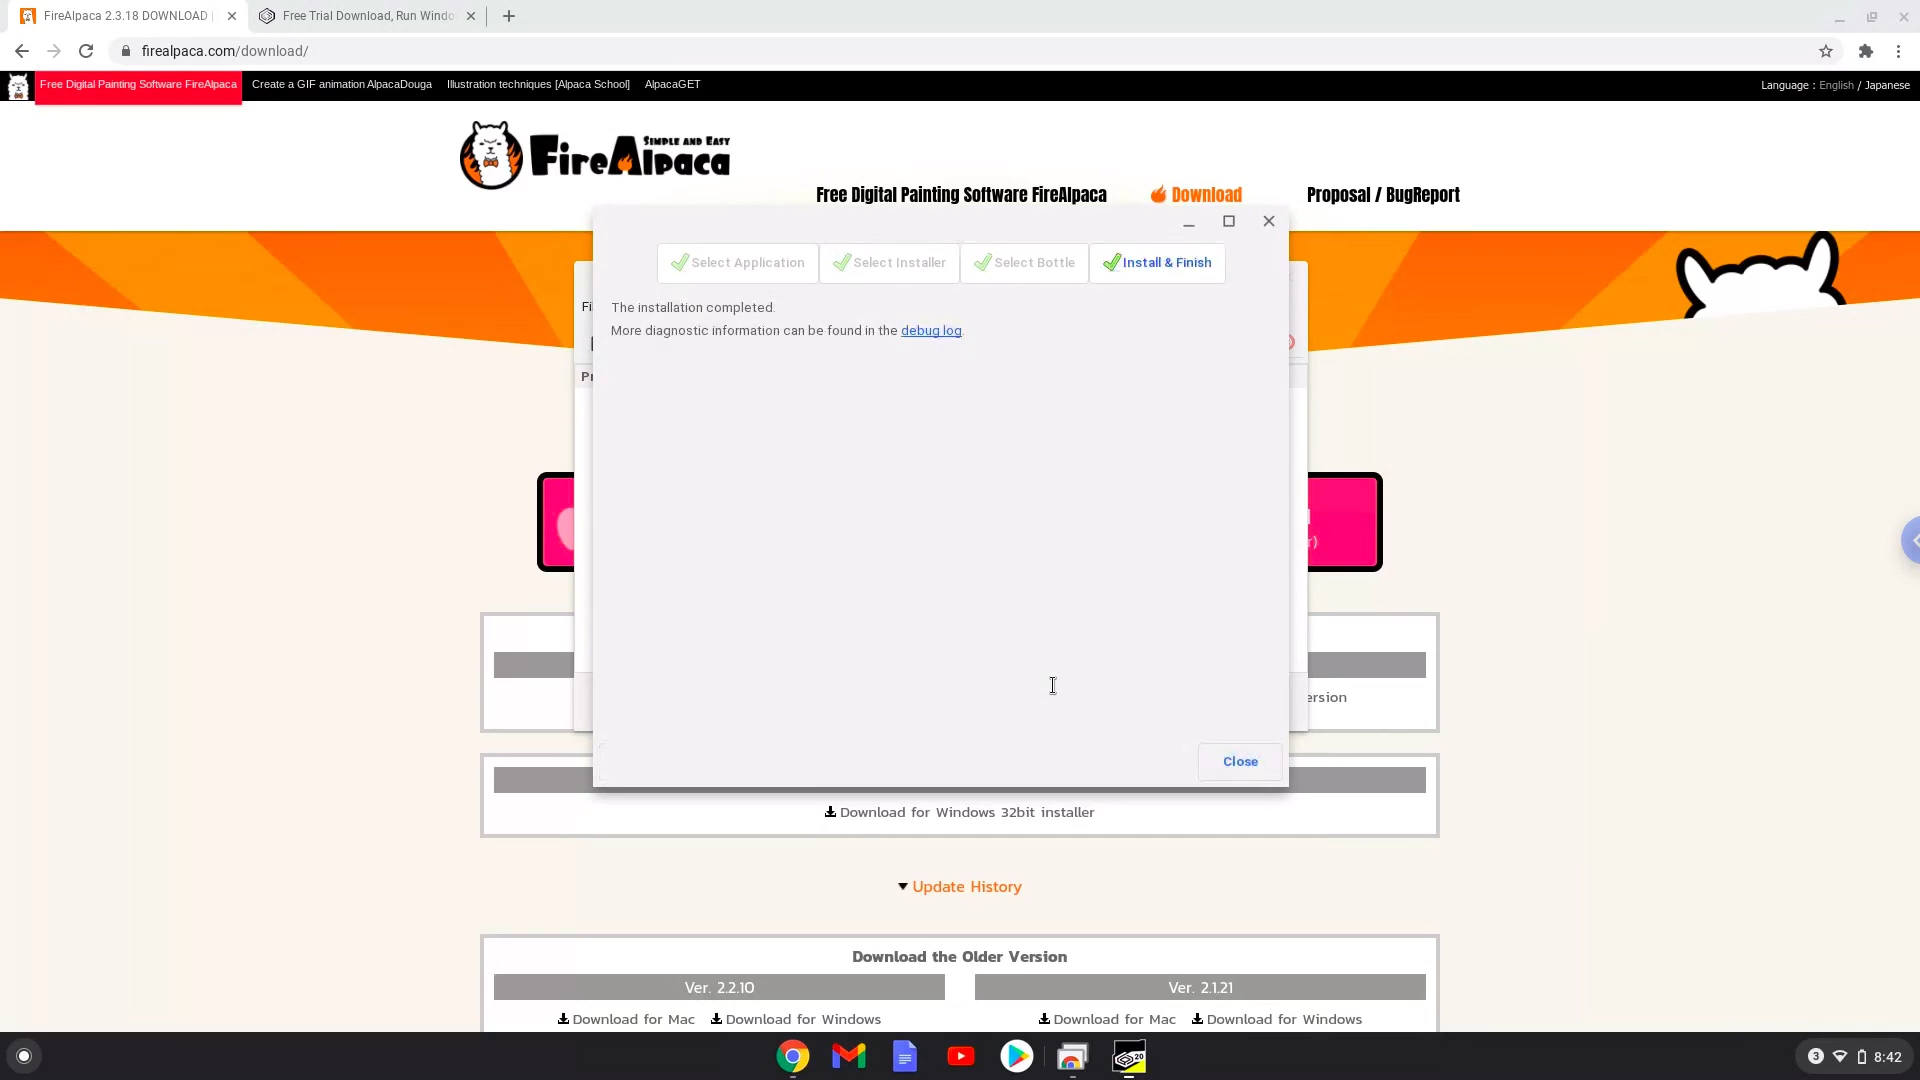 FireAlpaca 2.3.18 DOWNLOAD |
Free Trial Download, Run Windo
firealpaca.com/download/
Free Digital Painting Software FireAlpaca
Create a GIF animation AlpacaDouga
Illustration techniques [Alpaca School]
AlpacaGET
Language : English / Japanese
SIMPLE AND EASY
FireAlpaca
Free Digital Painting Software FireAlpaca
Download
Proposal / BugReport
Select Application
Select Installer
Select Bottle
Install & Finish
Fi
The installation completed.
More diagnostic information can be found in the debug log.
Pr
r)
ersion
Close
Download for Windows 32bit installer
Update History
Download the Older Version
Ver. 2.2.10
Ver. 2.1.21
Download for Mac
Download for Windows
Download for Mac
Download for Windows
20
3
8:42